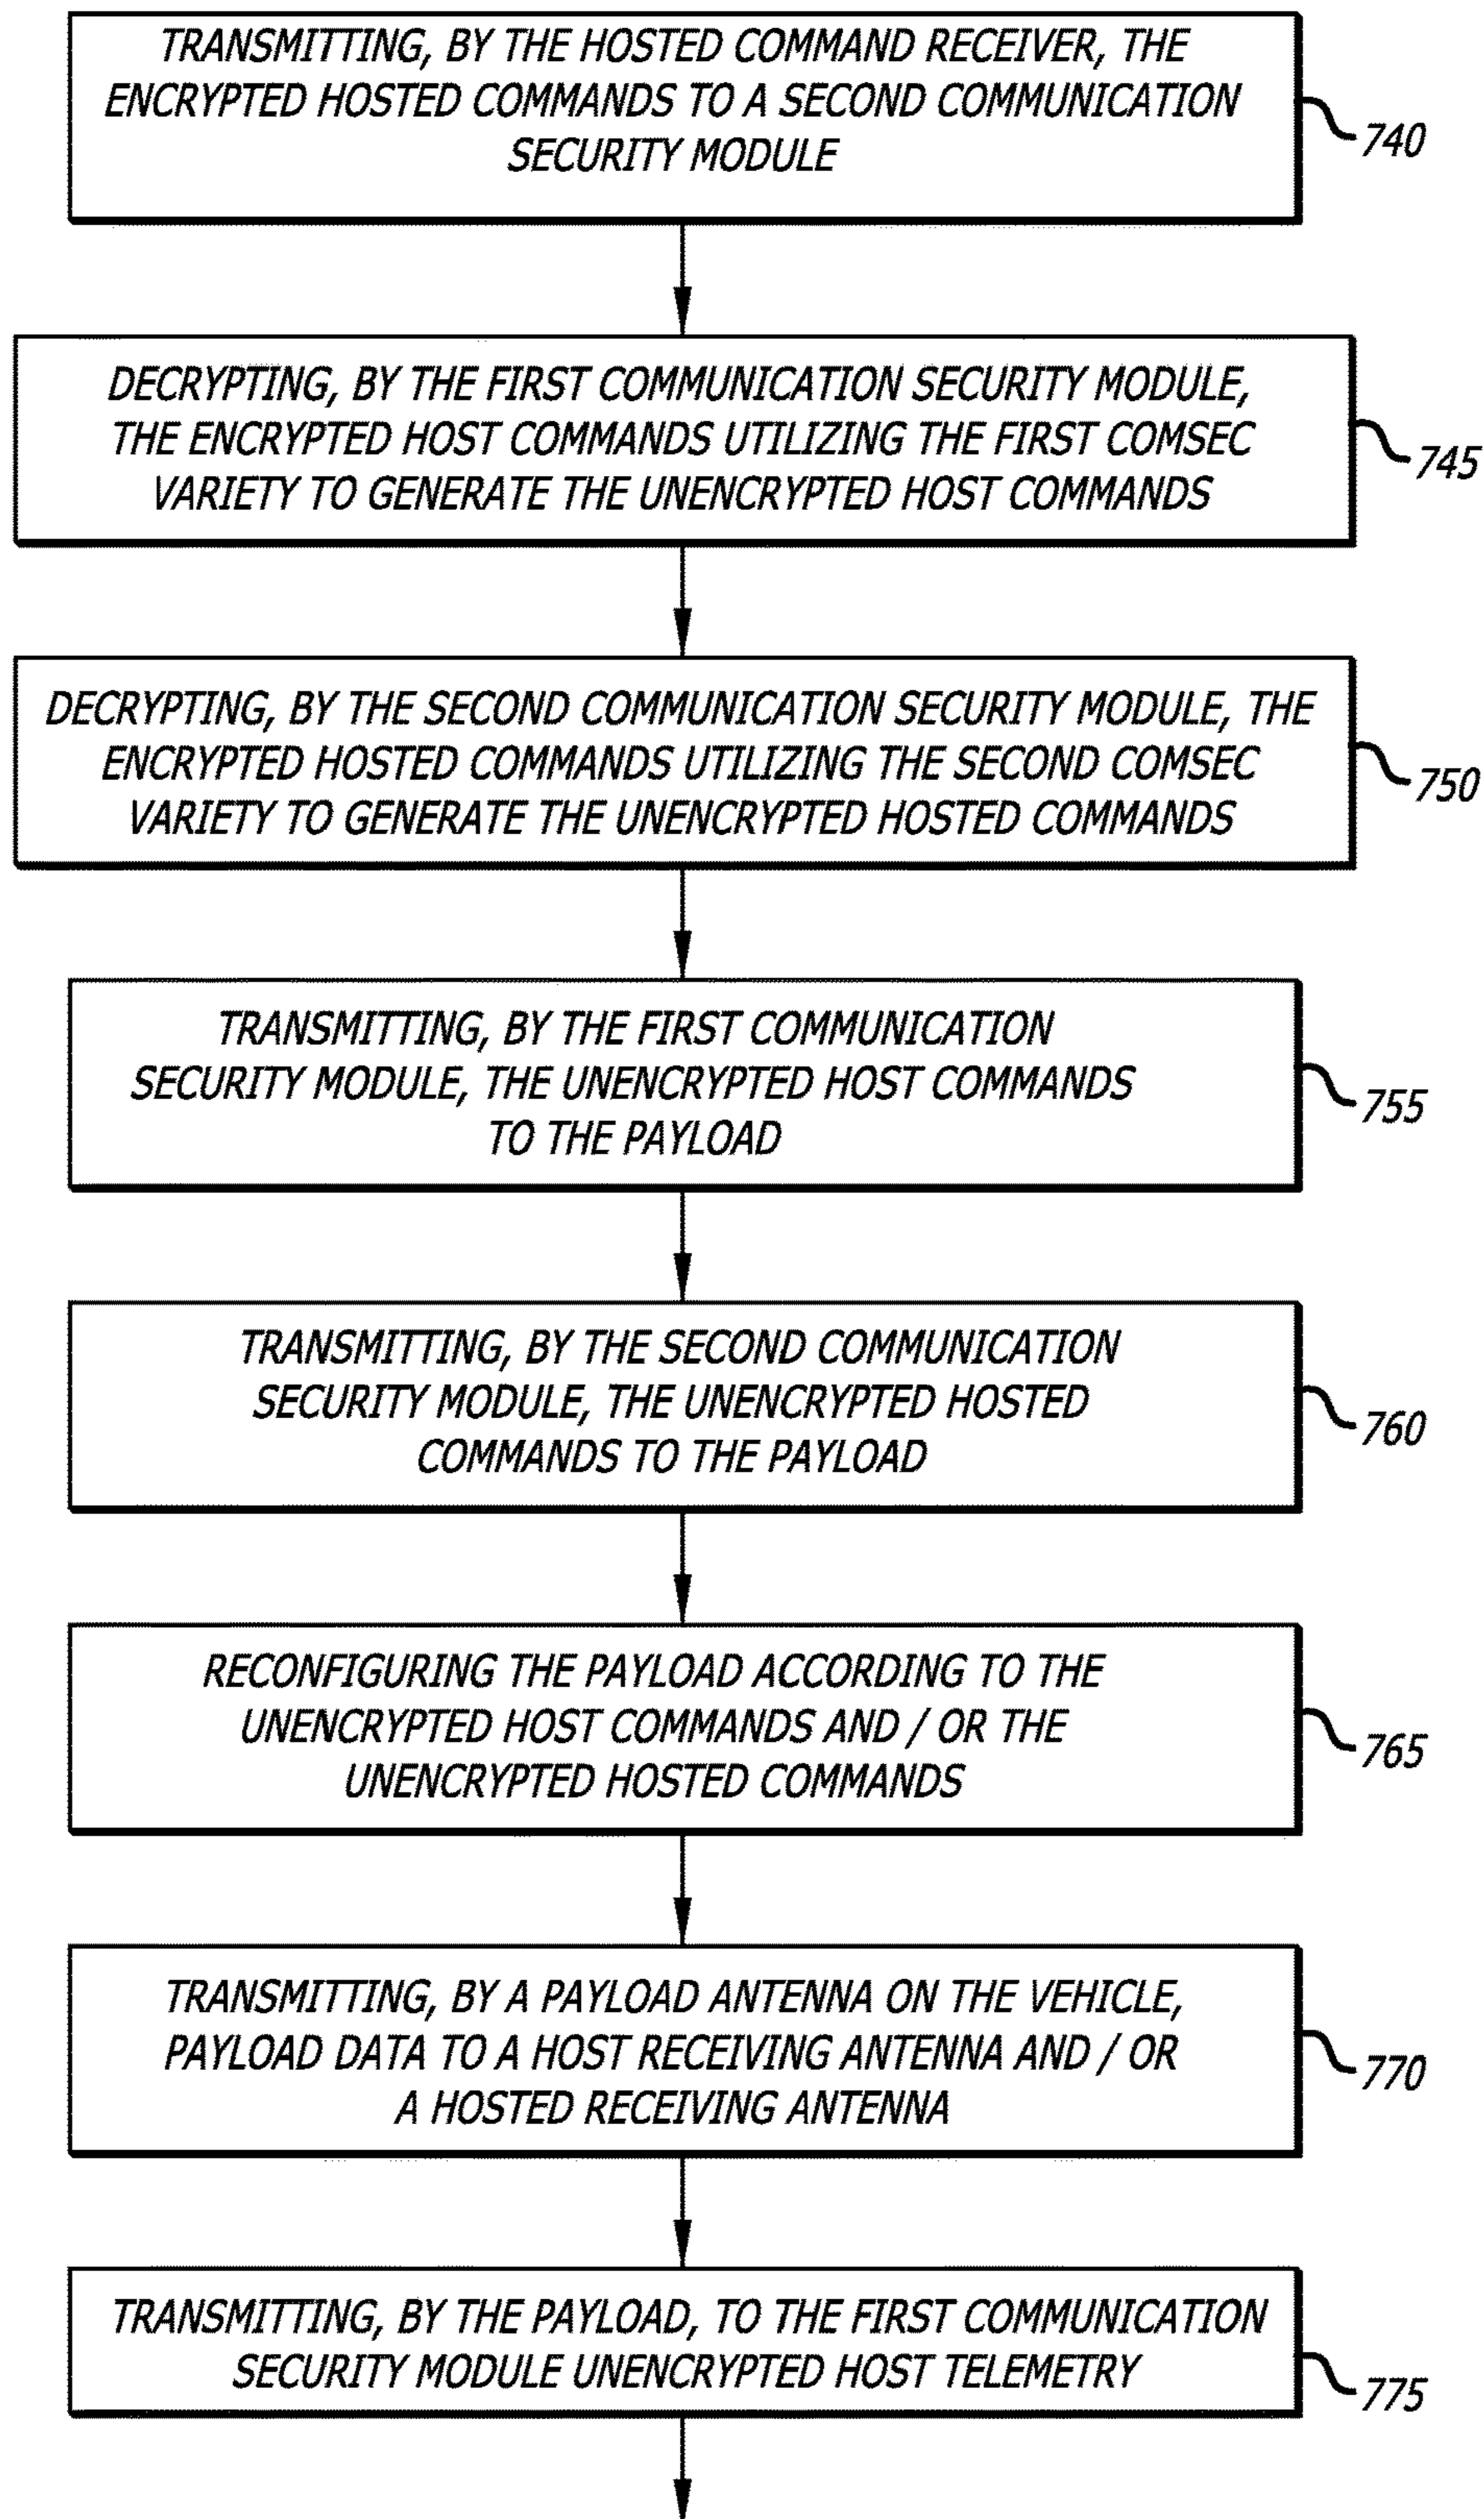 TRANSMITTING, BY THE HOSTED COMMAND RECEIVER, THE
ENCRYPTED HOSTED COMMANDS TO A SECOND COMMUNICATION
SECURITY MODULE
740
DECRYPTING, BY THE FIRST COMMUNICATION SECURITY MODULE,
THE ENCRYPTED HOST COMMANDS UTILIZING THE FIRST COMSEC
VARIETY TO GENERATE THE UNENCRYPTED HOST COMMANDS
745
DECRYPTING, BY THE SECOND COMMUNICATION SECURITY MODULE, THE
ENCRYPTED HOSTED COMMANDS UTILIZING THE SECOND COMSEC
VARIETY TO GENERATE THE UNENCRYPTED HOSTED COMMANDS
750
TRANSMITTING, BY THE FIRST COMMUNICATION
SECURITY MODULE, THE UNENCRYPTED HOST COMMANDS
TO THE PAYLOAD
755
TRANSMITTING, BY THE SECOND COMMUNICATION
SECURITY MODULE, THE UNENCRYPTED HOSTED
COMMANDS TO THE PAYLOAD
760
RECONFIGURING THE PAYLOAD ACCORDING TO THE
UNENCRYPTED HOST COMMANDS AND / OR THE
UNENCRYPTED HOSTED COMMANDS
765
TRANSMITTING, BY A PAYLOAD ANTENNA ON THE VEHICLE,
PAYLOAD DATA TO A HOST RECEIVING ANTENNA AND / OR
A HOSTED RECEIVING ANTENNA
770
TRANSMITTING, BY THE PAYLOAD, TO THE FIRST COMMUNICATION
SECURITY MODULE UNENCRYPTED HOST TELEMETRY
775